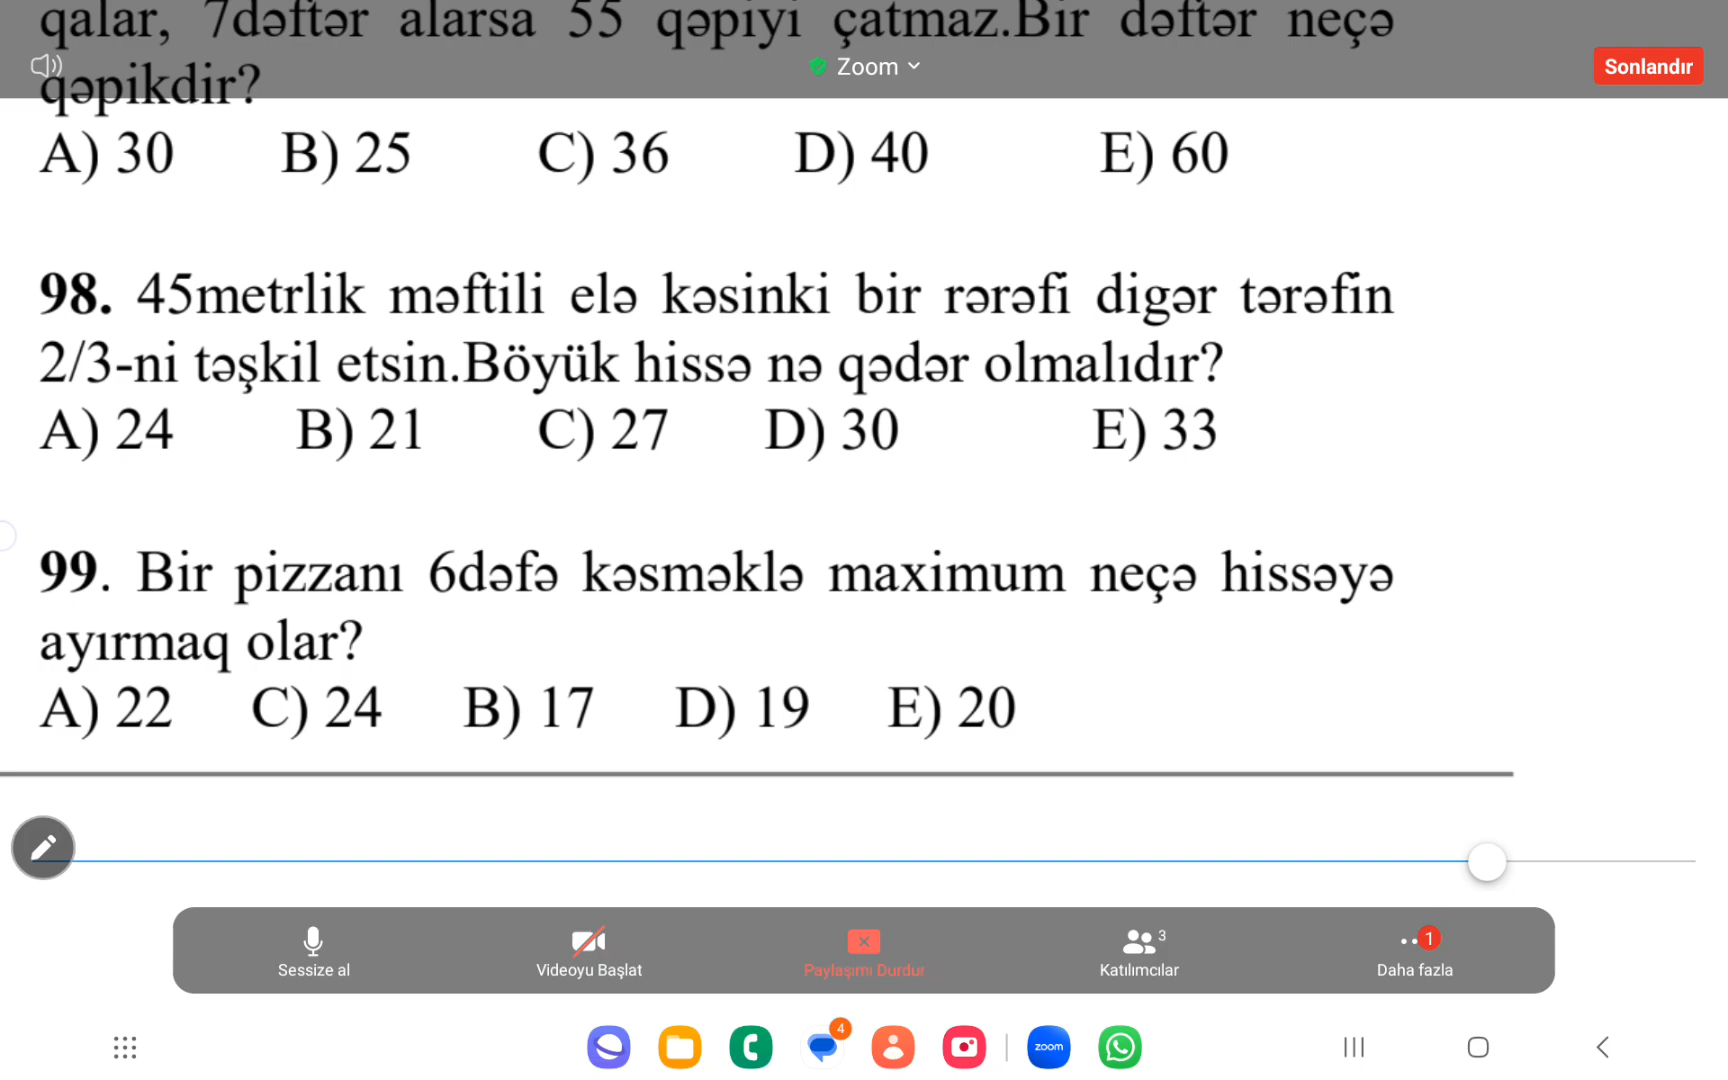 qalar, 7dəftər alarsa 55 qəpiyi çatmaz.Bir dəftər neçə
Zoom
Sonlandır
qəpikdir?
A) 30 B) 25 C) 36 D) 40 E) 60
98. 45metrlik məftili elə kəsinki bir rərəfi digər tərəfin
2/3-ni təşkil etsin.Böyük hissə nə qədər olmalıdır?
A) 24 B) 21 C) 27 D) 30 E) 33
99. Bir pizzanı 6dəfə kəsməklə maximum neçə hissəyə
ayırmaq olar?
A) 22 C) 24 B) 17 D) 19 E) 20
3
1
Sessize al Videoyu Başlat Paylaşımı Durdur Katılımcılar Daha fazla
4
zoom